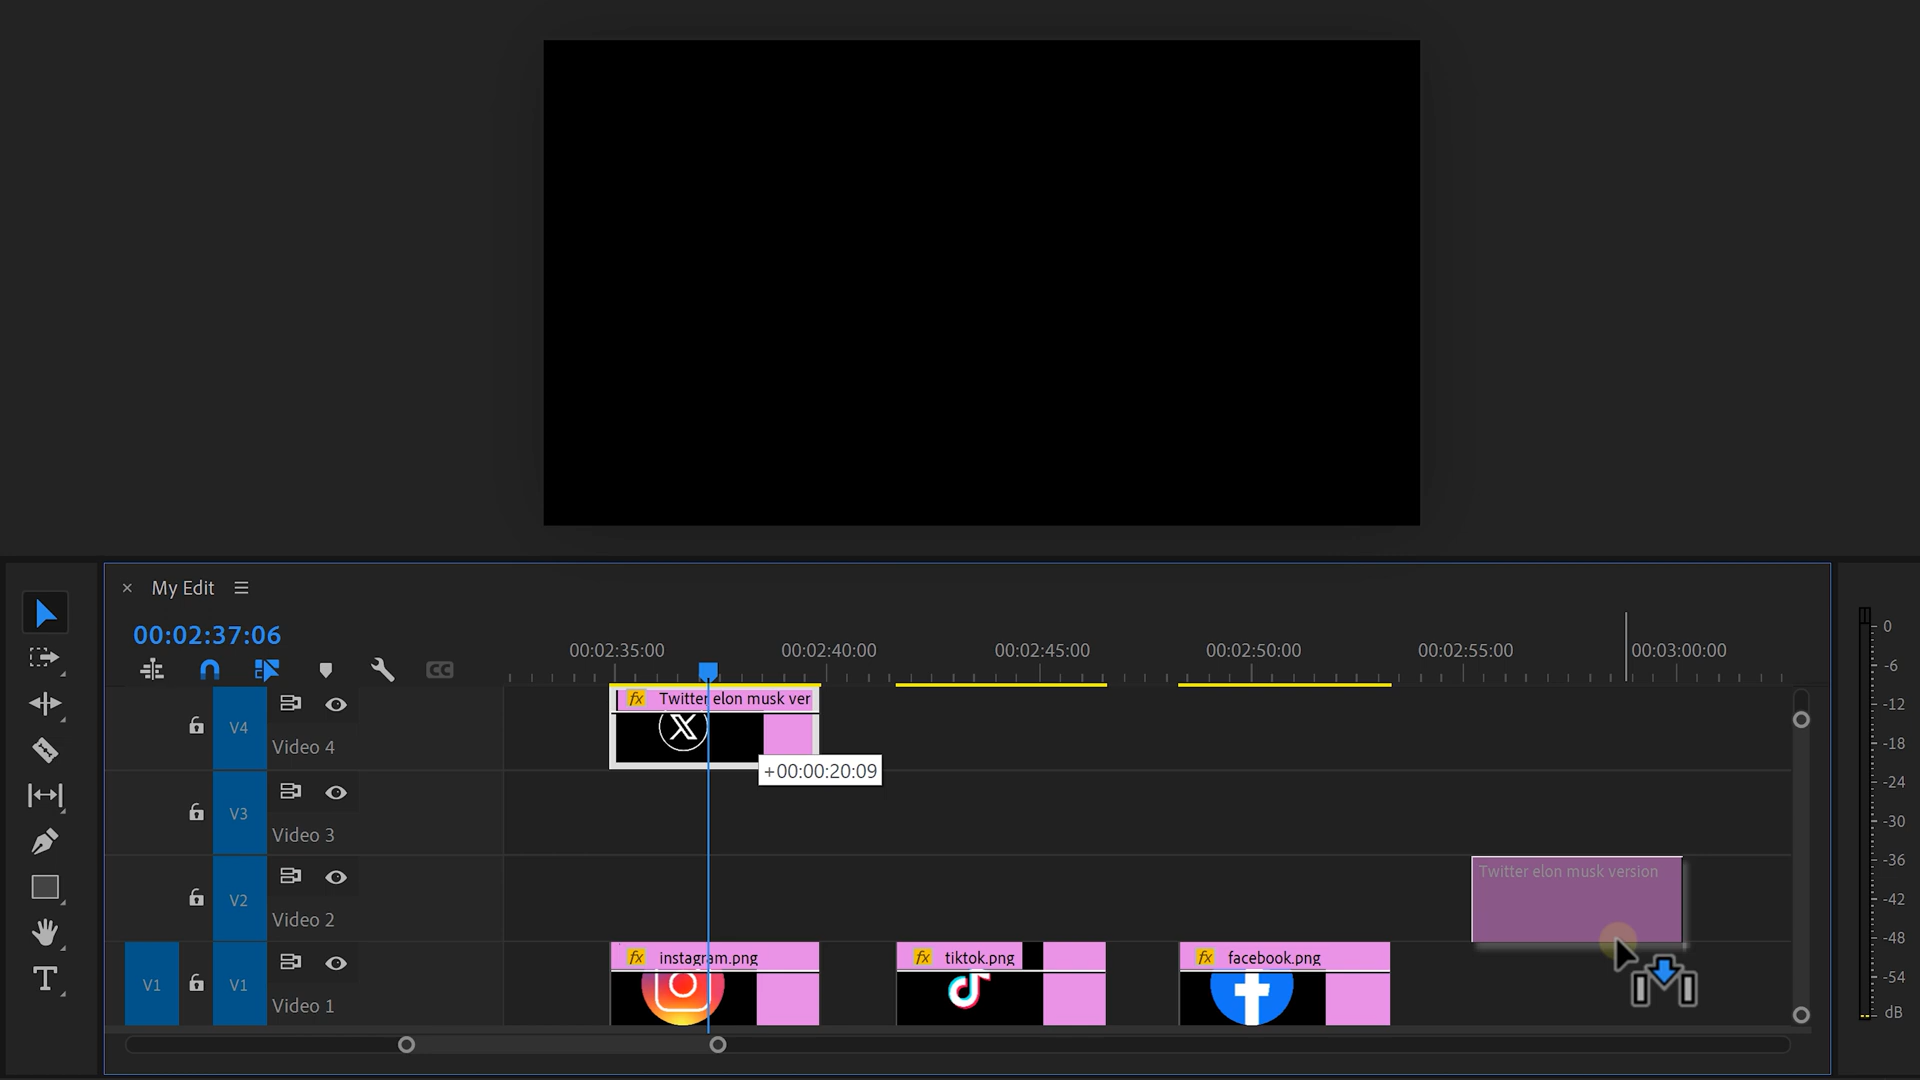 My Edit
00:02:37:06
00:02:35:00 00:02:40:00 00:02:45:00 00:02:50:00 00:02:55:00 00:03:00:00
CC
fx Twitter elon musk ver
V4 Video 4
+00:00:20:09
V3 Video 3
Twitter elon musk version
V2 Video 2
fx instagram.png fx tiktok.png fx facebook.png
V1 V1 Video 1
T
0
-6
-12
-18
-24
-30
-36
-42
-48
-54
dB